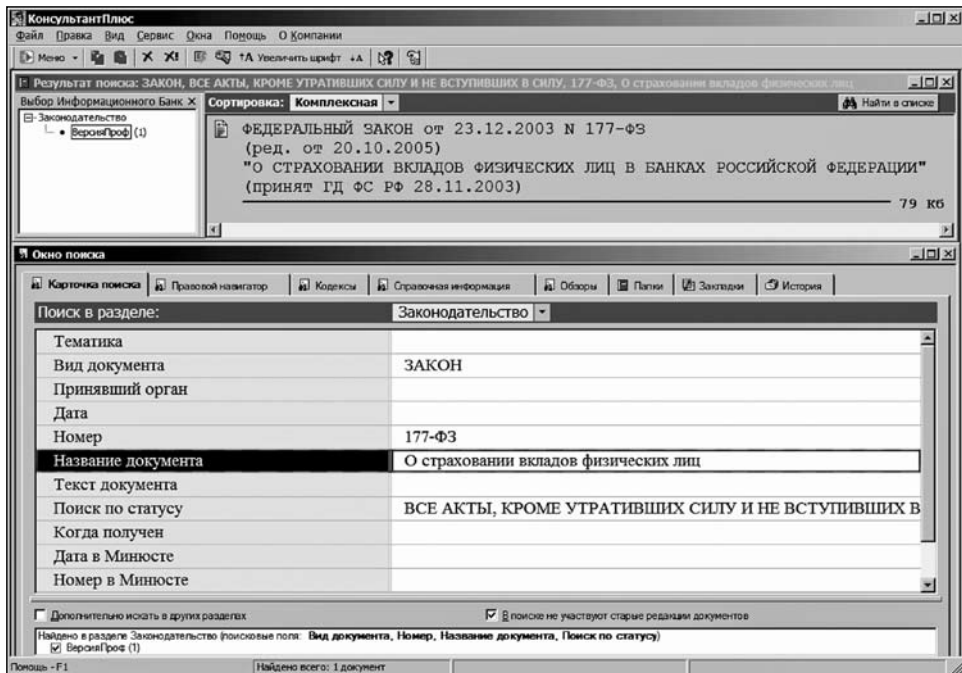 КонсультантПлюс
Файл Правка Вид Сервис Окна Помощь О Компании
Меню Увеличить шрифт
Результат поиска: ЗАКОН, ВСЕ АКТЫ, КРОМЕ УТРАТИВШИХ СИЛУ И НЕ ВСТУПИВШИХ В СИЛУ, 177-ФЗ, О страховании вкладов физических лиц
Выбор Информационного Банк Сортировка: Комплексная Найти в списке
Законодательство
ВерсияПроф (1)
ФЕДЕРАЛЬНЫЙ ЗАКОН от 23.12.2003 N 177-ФЗ
(ред. от 20.10.2005)
"О СТРАХОВАНИИ ВКЛАДОВ ФИЗИЧЕСКИХ ЛИЦ В БАНКАХ РОССИЙСКОЙ ФЕДЕРАЦИИ"
(принят ГД ФС РФ 28.11.2003)
79 Кб
Окно поиска
Карточка поиска Правовой навигатор Кодексы Справочная информация Обзоры Папки Закладки История
Поиск в разделе: Законодательство
Тематика
Вид документа ЗАКОН
Принявший орган
Дата
Номер 177-ФЗ
Название документа О страховании вкладов физических лиц
Текст документа
Поиск по статусу ВСЕ АКТЫ, КРОМЕ УТРАТИВШИХ СИЛУ И НЕ ВСТУПИВШИХ В
Когда получен
Дата в Минюсте
Номер в Минюсте
Дополнительно искать в других разделах В поиске не участвуют старые редакции документов
Найдено в разделе Законодательство (поисковые поля: Вид документа, Номер, Название документа, Поиск по статусу)
ВерсияПроф (1)
Помощь - F1 Найдено всего: 1 документ